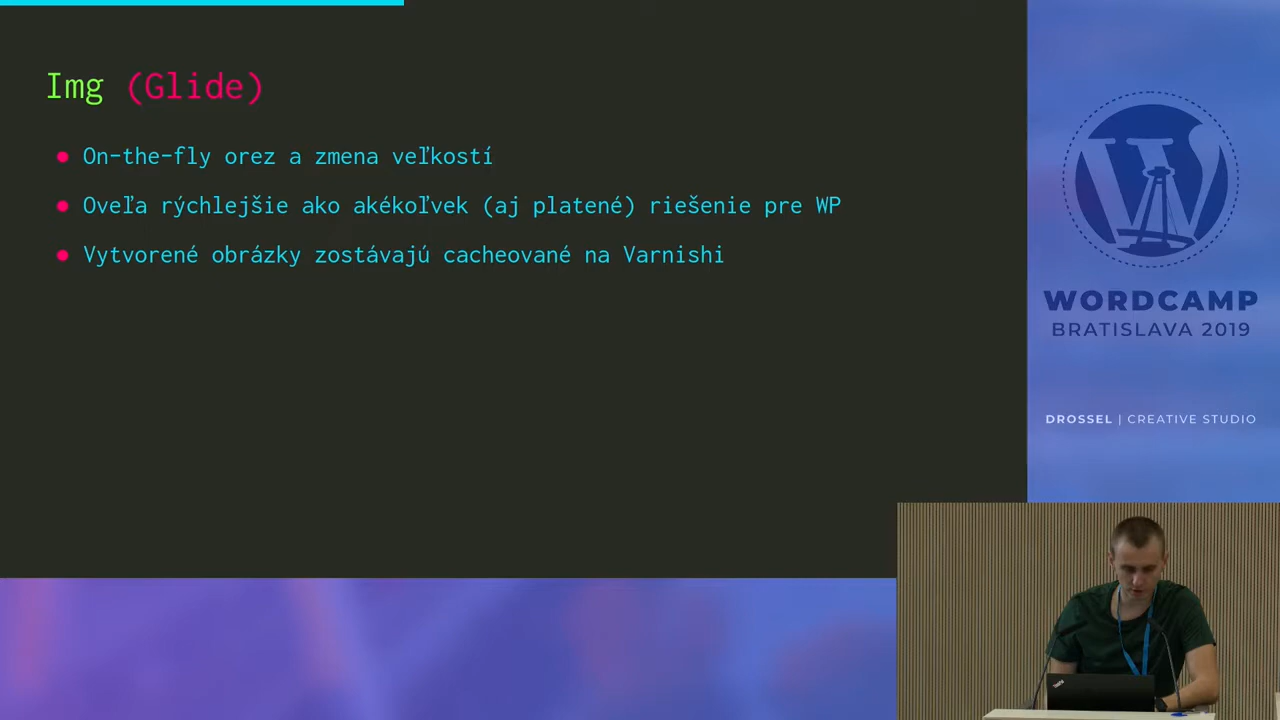 Img (Glide)
On-the-fly orez a zmena veľkostí
Oveľa rýchlejšie ako akékoľvek (aj platené) riešenie pre WP
Vytvorené obrázky zostávajú cacheované na Varnishi
WORDCAMP
BRATISLAVA 2019
DROSSEL | CREATIVE STUDIO